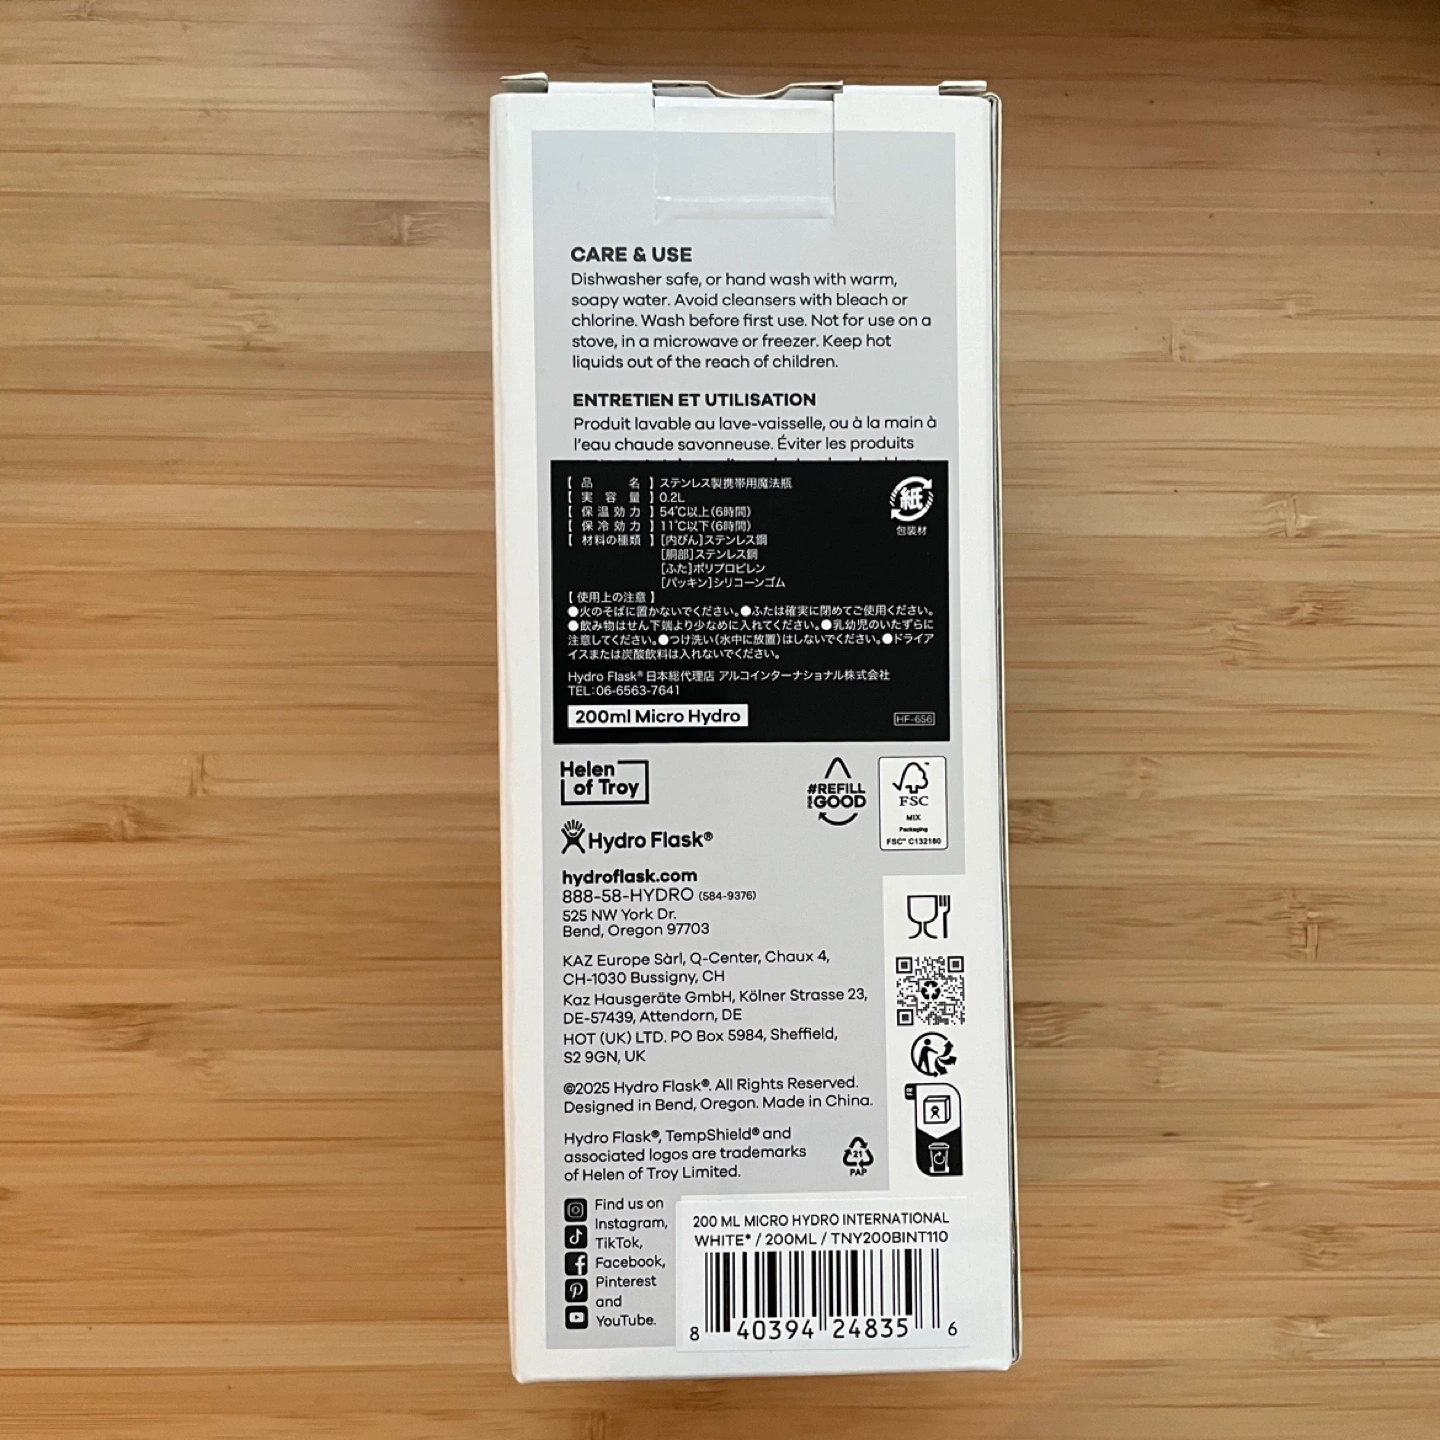 CARE & USE
Dishwasher safe, or hand wash with warm,
soapy water. Avoid cleansers with bleach or
chlorine. Wash before first use. Not for use on a
stove, in a microwave or freezer. Keep hot
liquids out of the reach of children.
ENTRETIEN ET UTILISATION
Produit lavable au lave-vaisselle, ou à la main à
l'eau chaude savonneuse. Éviter les produits
【 品 名 】ステンレス製携帯用魔法瓶
【 実 容 量 】0.2L
【 保 温 効 力 】54℃以上(6時間)
【 保 冷 効 力 】11℃以下(6時間)
【 材料の種類 】[内びん]ステンレス鋼
[胴部]ステンレス鋼
[ふた]ポリプロピレン
[パッキン]シリコーンゴム
紙
包装材
【 使用上の注意 】
●火のそばに置かないでください。●ふたは確実に閉めてご使用ください。
●飲み物はせん下端より少なめに入れてください。●乳幼児のいたずらに
注意してください。●つけ洗い(水中に放置)はしないでください。●ドライア
イスまたは炭酸飲料は入れないでください。
Hydro Flask® 日本総代理店 アルコインターナショナル株式会社
TEL:06-6563-7641
200ml Micro Hydro
HF-656
Helen
of Troy
#REFILL
FOR GOOD
FSC
MIX
Packaging
FSC™ C132160
Hydro Flask®
hydroflask.com
888-58-HYDRO (584-9376)
525 NW York Dr.
Bend, Oregon 97703
KAZ Europe Sàrl, Q-Center, Chaux 4,
CH-1030 Bussigny, CH
Kaz Hausgeräte GmbH, Kölner Strasse 23,
DE-57439, Attendorn, DE
HOT (UK) LTD. PO Box 5984, Sheffield,
S2 9GN, UK
©2025 Hydro Flask®. All Rights Reserved.
Designed in Bend, Oregon. Made in China.
FR
Hydro Flask®, TempShield® and
associated logos are trademarks
of Helen of Troy Limited.
21
PAP
Find us on
Instagram,
TikTok,
Facebook,
Pinterest
and
YouTube.
200 ML MICRO HYDRO INTERNATIONAL
WHITE* / 200ML / TNY200BINT110
8 40394 24835 6